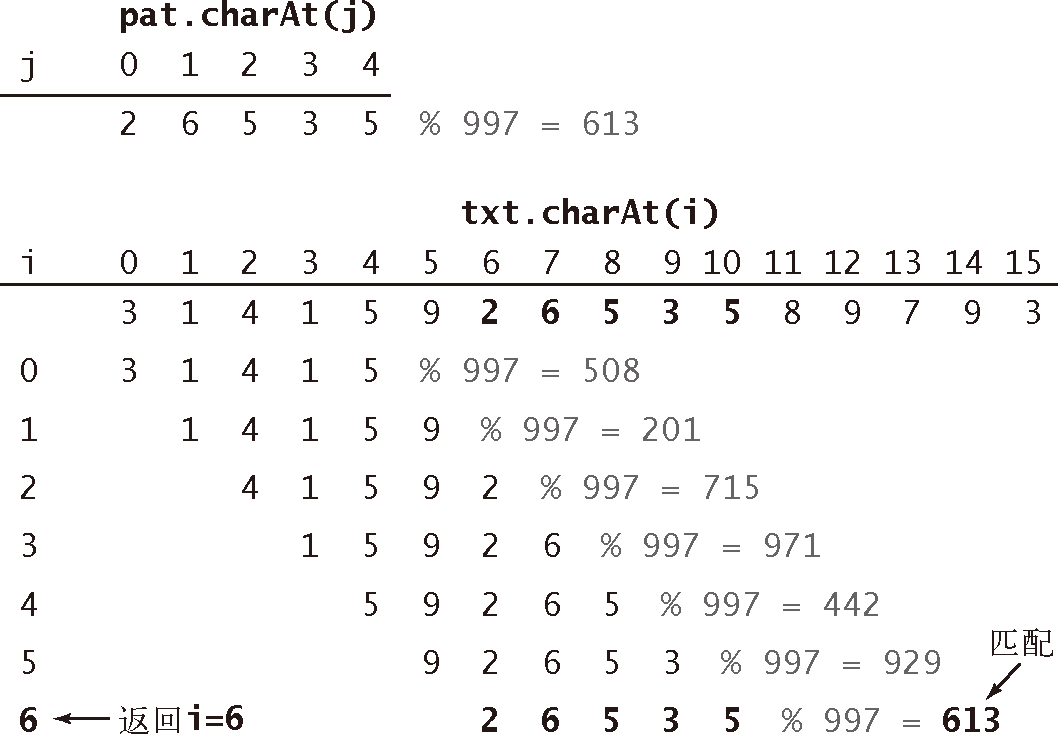 pat.charAt(j)
j 0 1 2 3 4
2 6 5 3 5 % 997 = 613
txt.charAt(i)
i 0 1 2 3 4 5 6 7 8 9 10 11 12 13 14 15
3 1 4 1 5 9 2 6 5 3 5 8 9 7 9 3
0 3 1 4 1 5 % 997 = 508
1 1 4 1 5 9 % 997 = 201
2 4 1 5 9 2 % 997 = 715
3 1 5 9 2 6 % 997 = 971
4 5 9 2 6 5 % 997 = 442
匹配
5 9 2 6 5 3 % 997 = 929
6 返回i=6 2 6 5 3 5 % 997 = 613